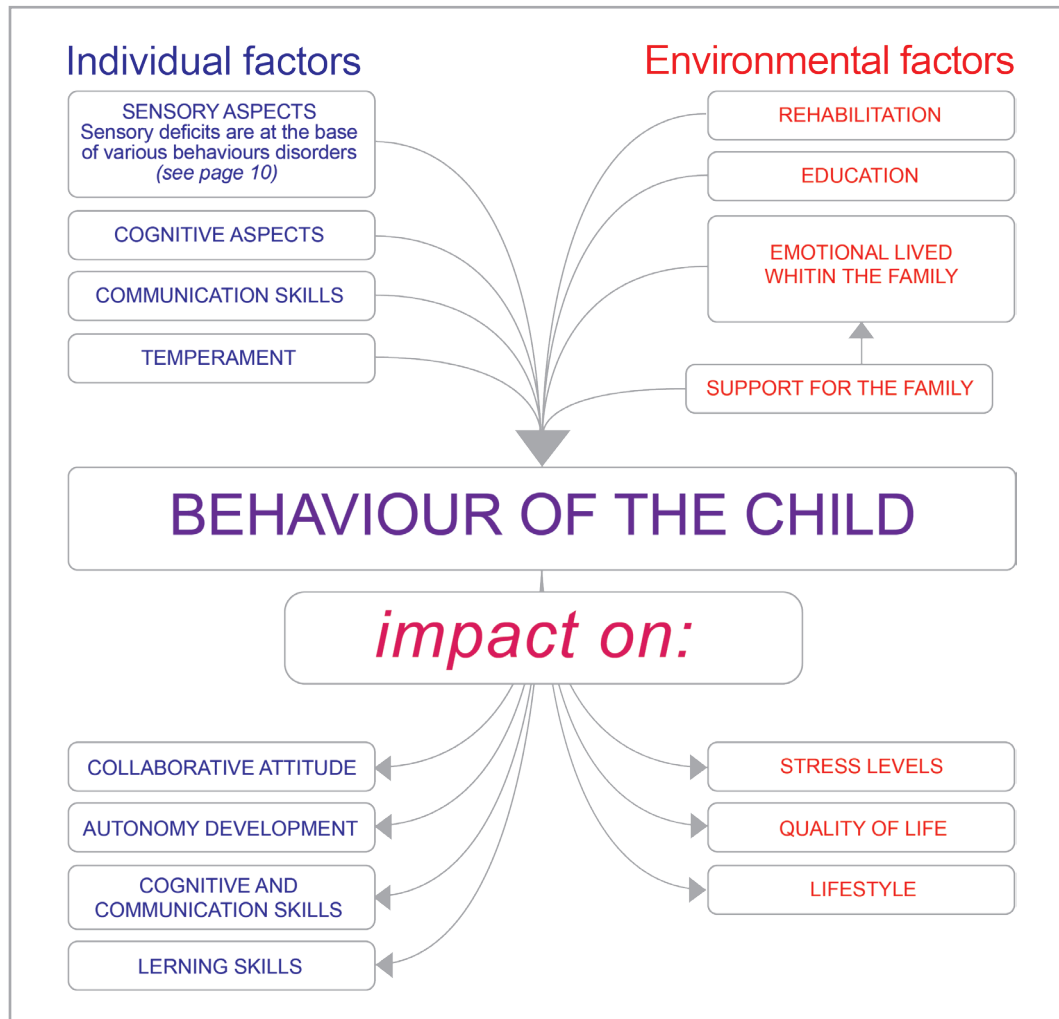 Individual factors
SENSORY ASPECTS
Sensory deficits are at the base
of various behaviours disorders
(see page 10)
COGNITIVE ASPECTS
COMMUNICATION SKILLS
TEMPERAMENT
Environmental factors
REHABILITATION
EDUCATION
EMOTIONAL LIVED
WHITIN THE FAMILY
SUPPORT FOR THE FAMILY
BEHAVIOUR OF THE CHILD
impact on:
COLLABORATIVE ATTITUDE
AUTONOMY DEVELOPMENT
COGNITIVE AND
COMMUNICATION SKILLS
LERNING SKILLS
STRESS LEVELS
QUALITY OF LIFE
LIFESTYLE